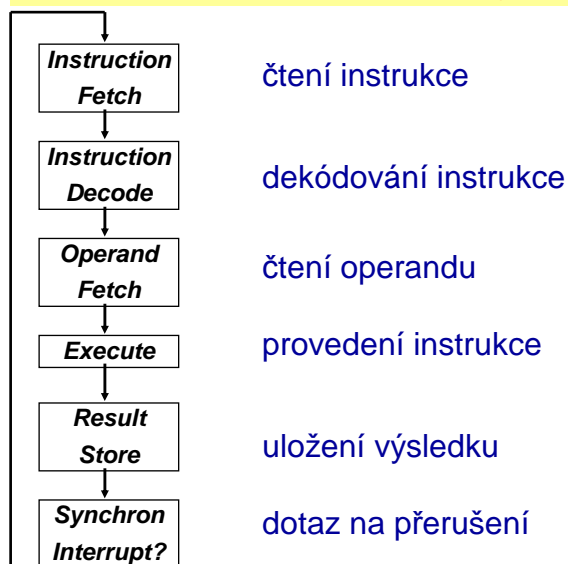 Instruction
Fetch
čtení instrukce
Instruction
Decode
dekódování instrukce
Operand
Fetch
čtení operandu
Execute
provedení instrukce
Result
Store
uložení výsledku
Synchron
Interrupt?
dotaz na přerušení